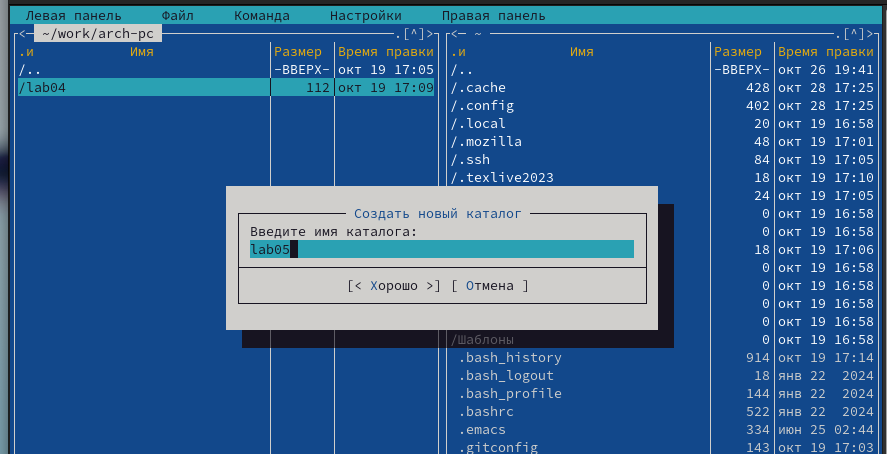 Левая панель Файл Команда Настройки Правая панель
<— ~/work/arch-pc .[^]> <— ~ .[^]>
.и Имя Размер Время правки .и Имя Размер Время правки
/.. -ВВЕРХ- окт 19 17:05 /.. -ВВЕРХ- окт 26 19:41
/lab04 112 окт 19 17:09 /.cache 428 окт 28 17:25
/.config 402 окт 28 17:25
/.local 20 окт 19 16:58
/.mozilla 48 окт 19 17:01
/.ssh 84 окт 19 17:05
/.texlive2023 18 окт 19 17:10
24 окт 19 17:05
Создать новый каталог 0 окт 19 16:58
Введите имя каталога: 0 окт 19 16:58
lab05 18 окт 19 17:06
0 окт 19 16:58
[< Хорошо >] [ Отмена ] 0 окт 19 16:58
0 окт 19 16:58
0 окт 19 16:58
/Шаблоны 0 окт 19 16:58
.bash_history 914 окт 19 17:14
.bash_logout 18 янв 22 2024
.bash_profile 144 янв 22 2024
.bashrc 522 янв 22 2024
.emacs 334 июн 25 02:44
.gitconfig 143 окт 19 17:03